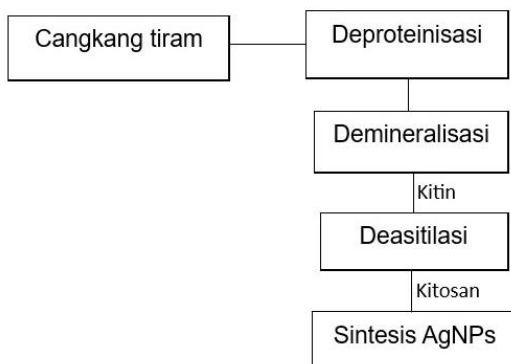 Cangkang tiram
Deproteinisasi
Demineralisasi
Kitin
Deasitilasi
Kitosan
Sintesis AgNPs